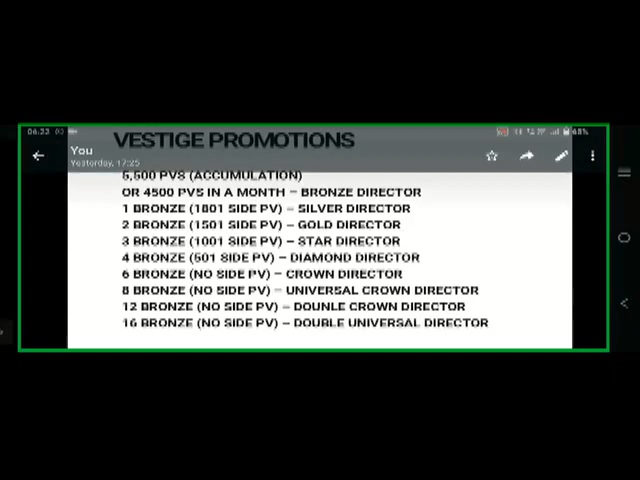 06:22 68%
VESTIGE PROMOTIONS
You
Yesterday, 17:25
5,500 PVS (ACCUMULATION)
OR 4500 PVS IN A MONTH – BRONZE DIRECTOR
1 BRONZE (1801 SIDE PV) – SILVER DIRECTOR
2 BRONZE (1501 SIDE PV) – GOLD DIRECTOR
3 BRONZE (1001 SIDE PV) – STAR DIRECTOR
4 BRONZE (501 SIDE PV) – DIAMOND DIRECTOR
6 BRONZE (NO SIDE PV) – CROWN DIRECTOR
8 BRONZE (NO SIDE PV) – UNIVERSAL CROWN DIRECTOR
12 BRONZE (NO SIDE PV) – DOUNLE CROWN DIRECTOR
16 BRONZE (NO SIDE PV) – DOUBLE UNIVERSAL DIRECTOR